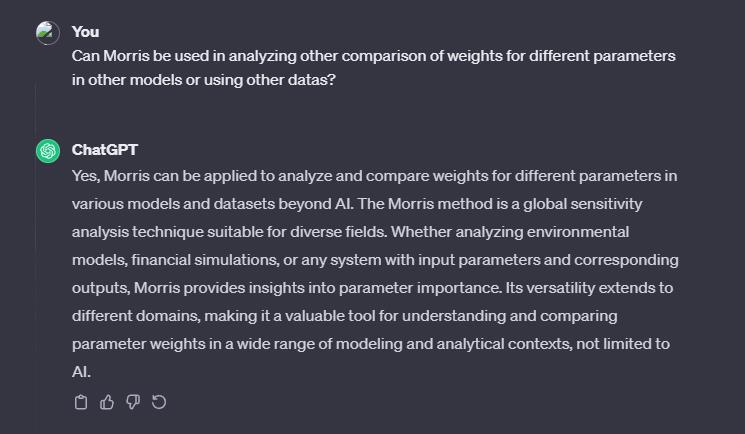 You
Can Morris be used in analyzing other comparison of weights for different parameters
in other models or using other datas?
ChatGPT
Yes, Morris can be applied to analyze and compare weights for different parameters in
various models and datasets beyond AI. The Morris method is a global sensitivity
analysis technique suitable for diverse fields. Whether analyzing environmental
models, financial simulations, or any system with input parameters and corresponding
outputs, Morris provides insights into parameter importance. Its versatility extends to
different domains, making it a valuable tool for understanding and comparing
parameter weights in a wide range of modeling and analytical contexts, not limited to
AI.